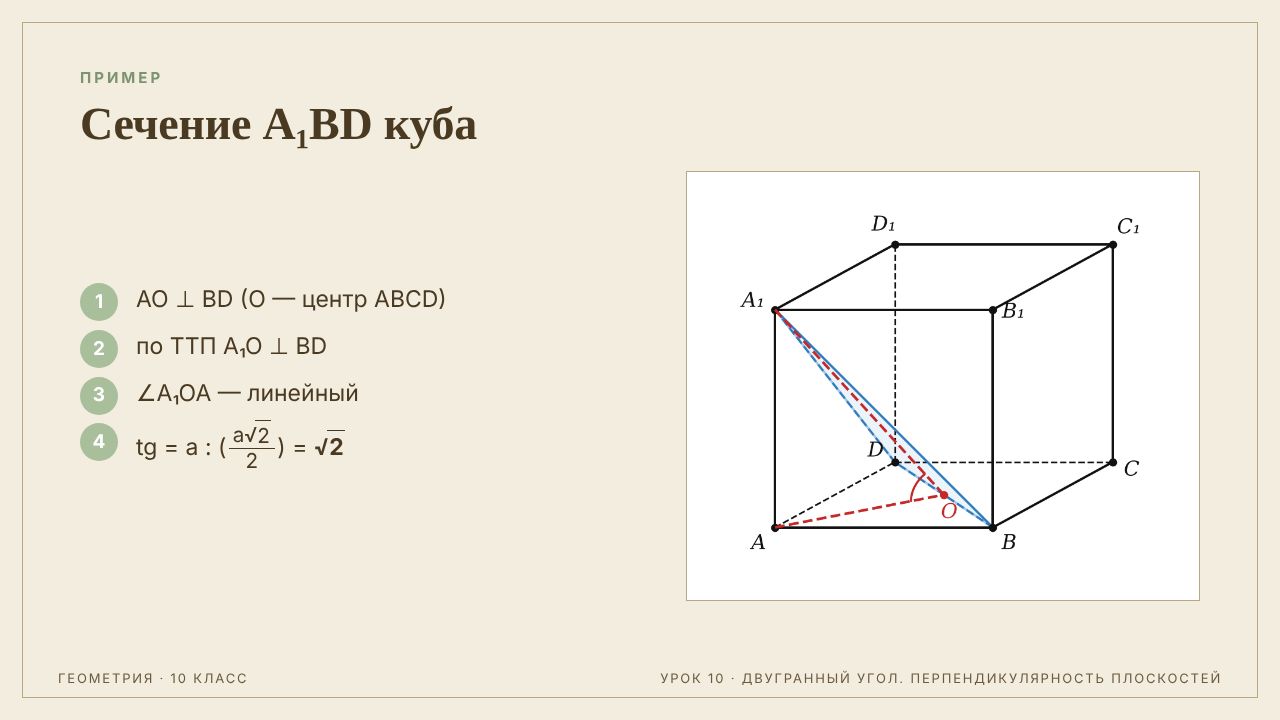 ПРИМЕР
Сечение A₁BD куба
1 AO ⊥ BD (O — центр ABCD)
2 по ТТП A₁O ⊥ BD
3 ∠A₁OA — линейный
4 tg = a : (a√2/2) = √2
D₁
C₁
A₁
B₁
D
C
O
A
B
ГЕОМЕТРИЯ · 10 КЛАСС
УРОК 10 · ДВУГРАННЫЙ УГОЛ. ПЕРПЕНДИКУЛЯРНОСТЬ ПЛОСКОСТЕЙ